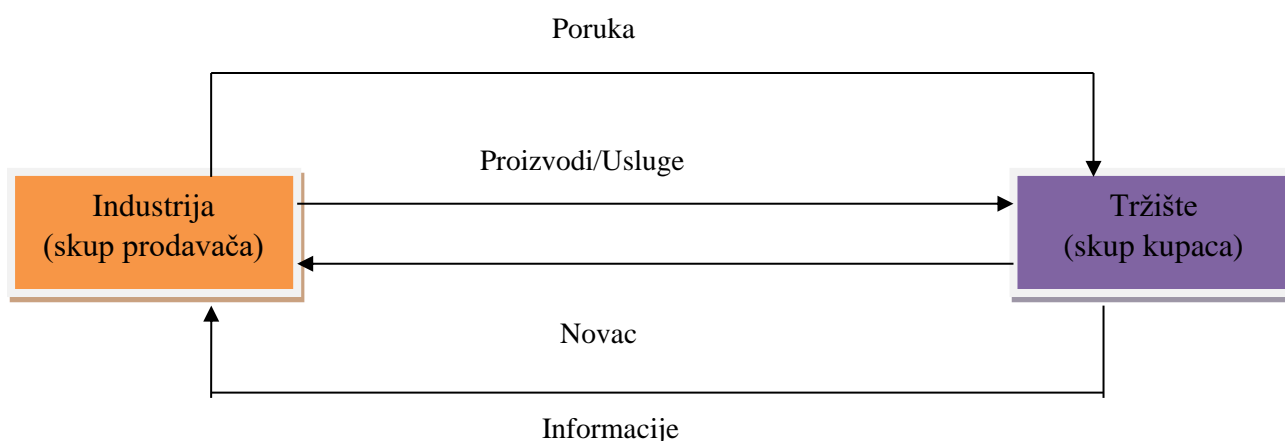 Poruka
Proizvodi/Usluge
Industrija
(skup prodavača)
Tržište
(skup kupaca)
Novac
Informacije